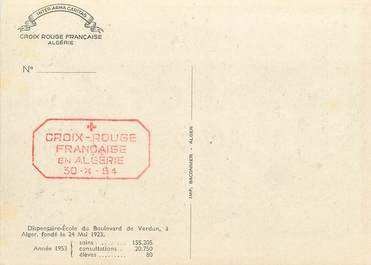 INTER ARMA CARITAS
CROIX ROUGE FRANÇAISE
ALGÉRIE
N°
CROIX-ROUGE
FRANÇAISE
EN ALGÉRIE
30-X-54
IMP. BACONNIER - ALGER
Dispensaire-École du Boulevard de Verdun, à
Alger, fondé le 24 Mai 1923.
soins . . . . . . . . 155.205
Année 1953 consultations . 20.750
élèves . . . . . . . 80